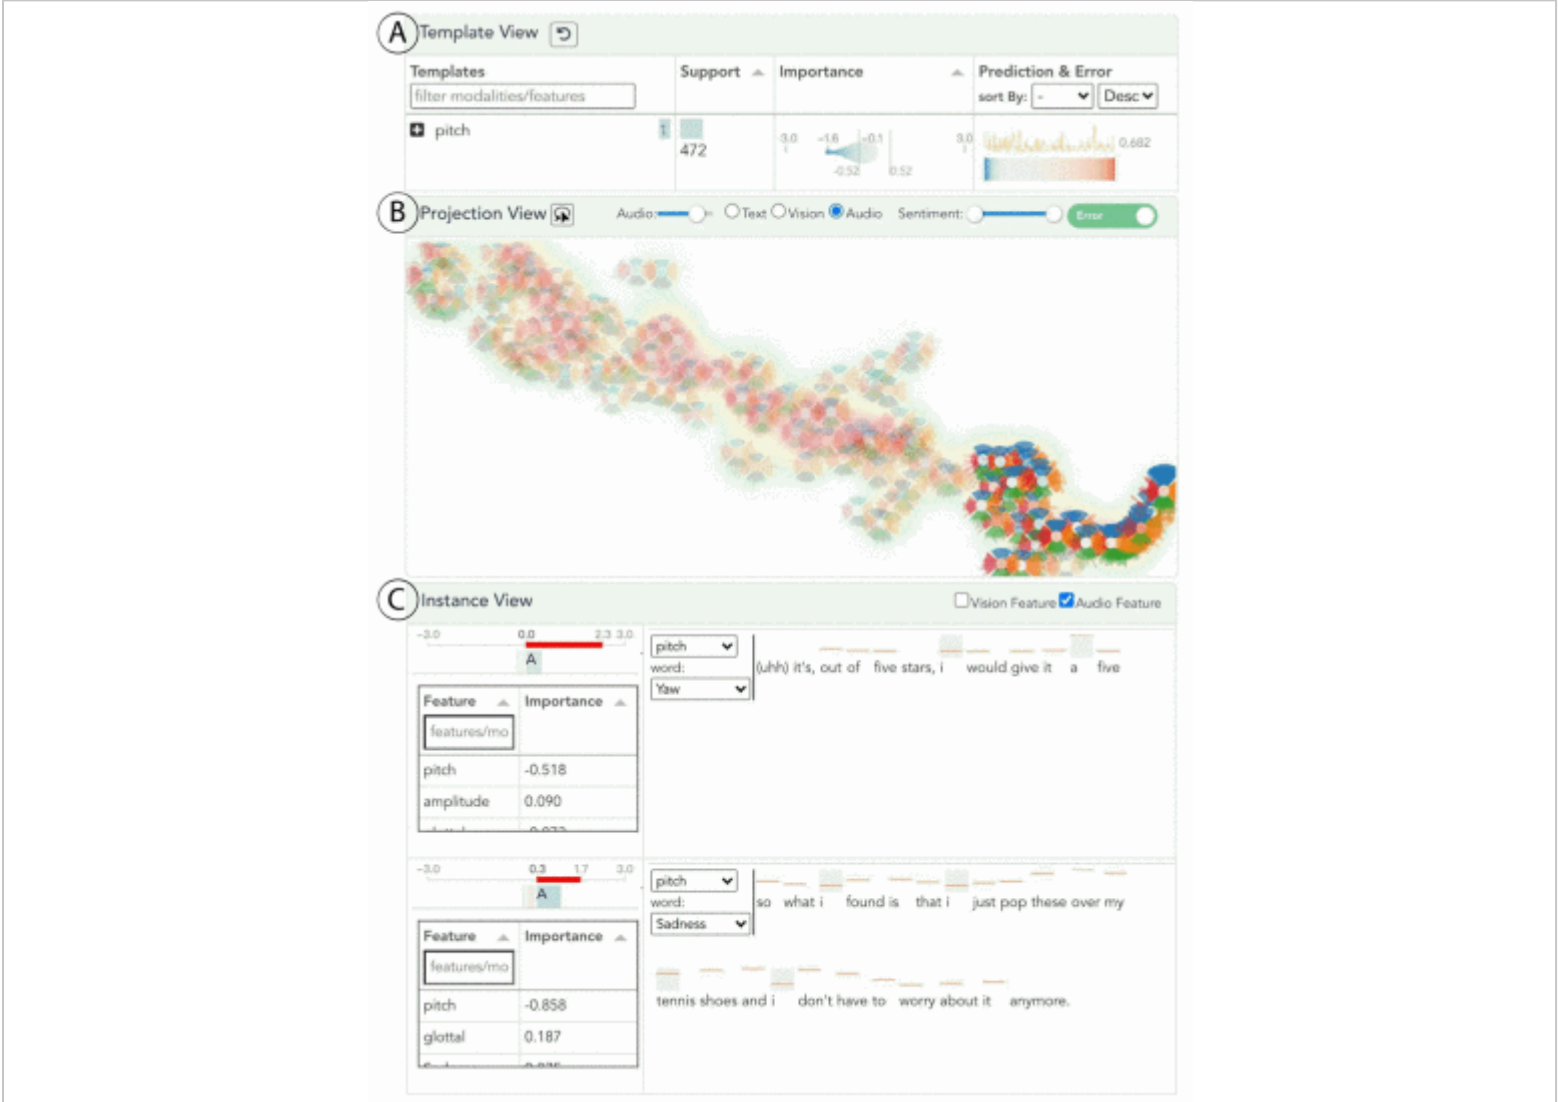 A Template View
Templates Support Importance Prediction & Error
filter modalities/features sort By: - Desc
pitch 1 472 3.0 -1.6 -0.1 3.0 -0.52 0.52 0.682
B Projection View Audio: Text Vision Audio Sentiment: Error
C Instance View Vision Feature Audio Feature
-3.0 0.0 2.3 3.0
A
pitch
word:
Yaw
(uhh) it's, out of five stars, i would give it a five
Feature Importance
features/mo
pitch -0.518
amplitude 0.090
-3.0 0.3 1.7 3.0
A
pitch
word:
Sadness
so what i found is that i just pop these over my
Feature Importance
features/mo
tennis shoes and i don't have to worry about it anymore.
pitch -0.858
glottal 0.187